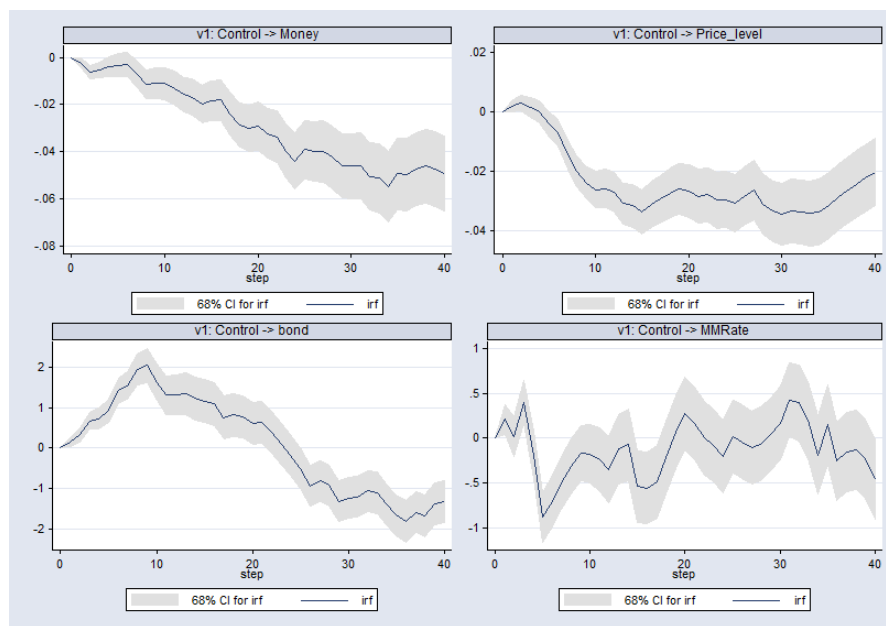 v1: Control -> Money
0
-.02
-.04
-.06
-.08
0 10 20 30 40
step
68% CI for irf irf
v1: Control -> Price_level
.02
0
-.02
-.04
0 10 20 30 40
step
68% CI for irf irf
v1: Control -> bond
2
1
0
-1
-2
0 10 20 30 40
step
68% CI for irf irf
v1: Control -> MMRate
1
.5
0
-.5
-1
0 10 20 30 40
step
68% CI for irf irf